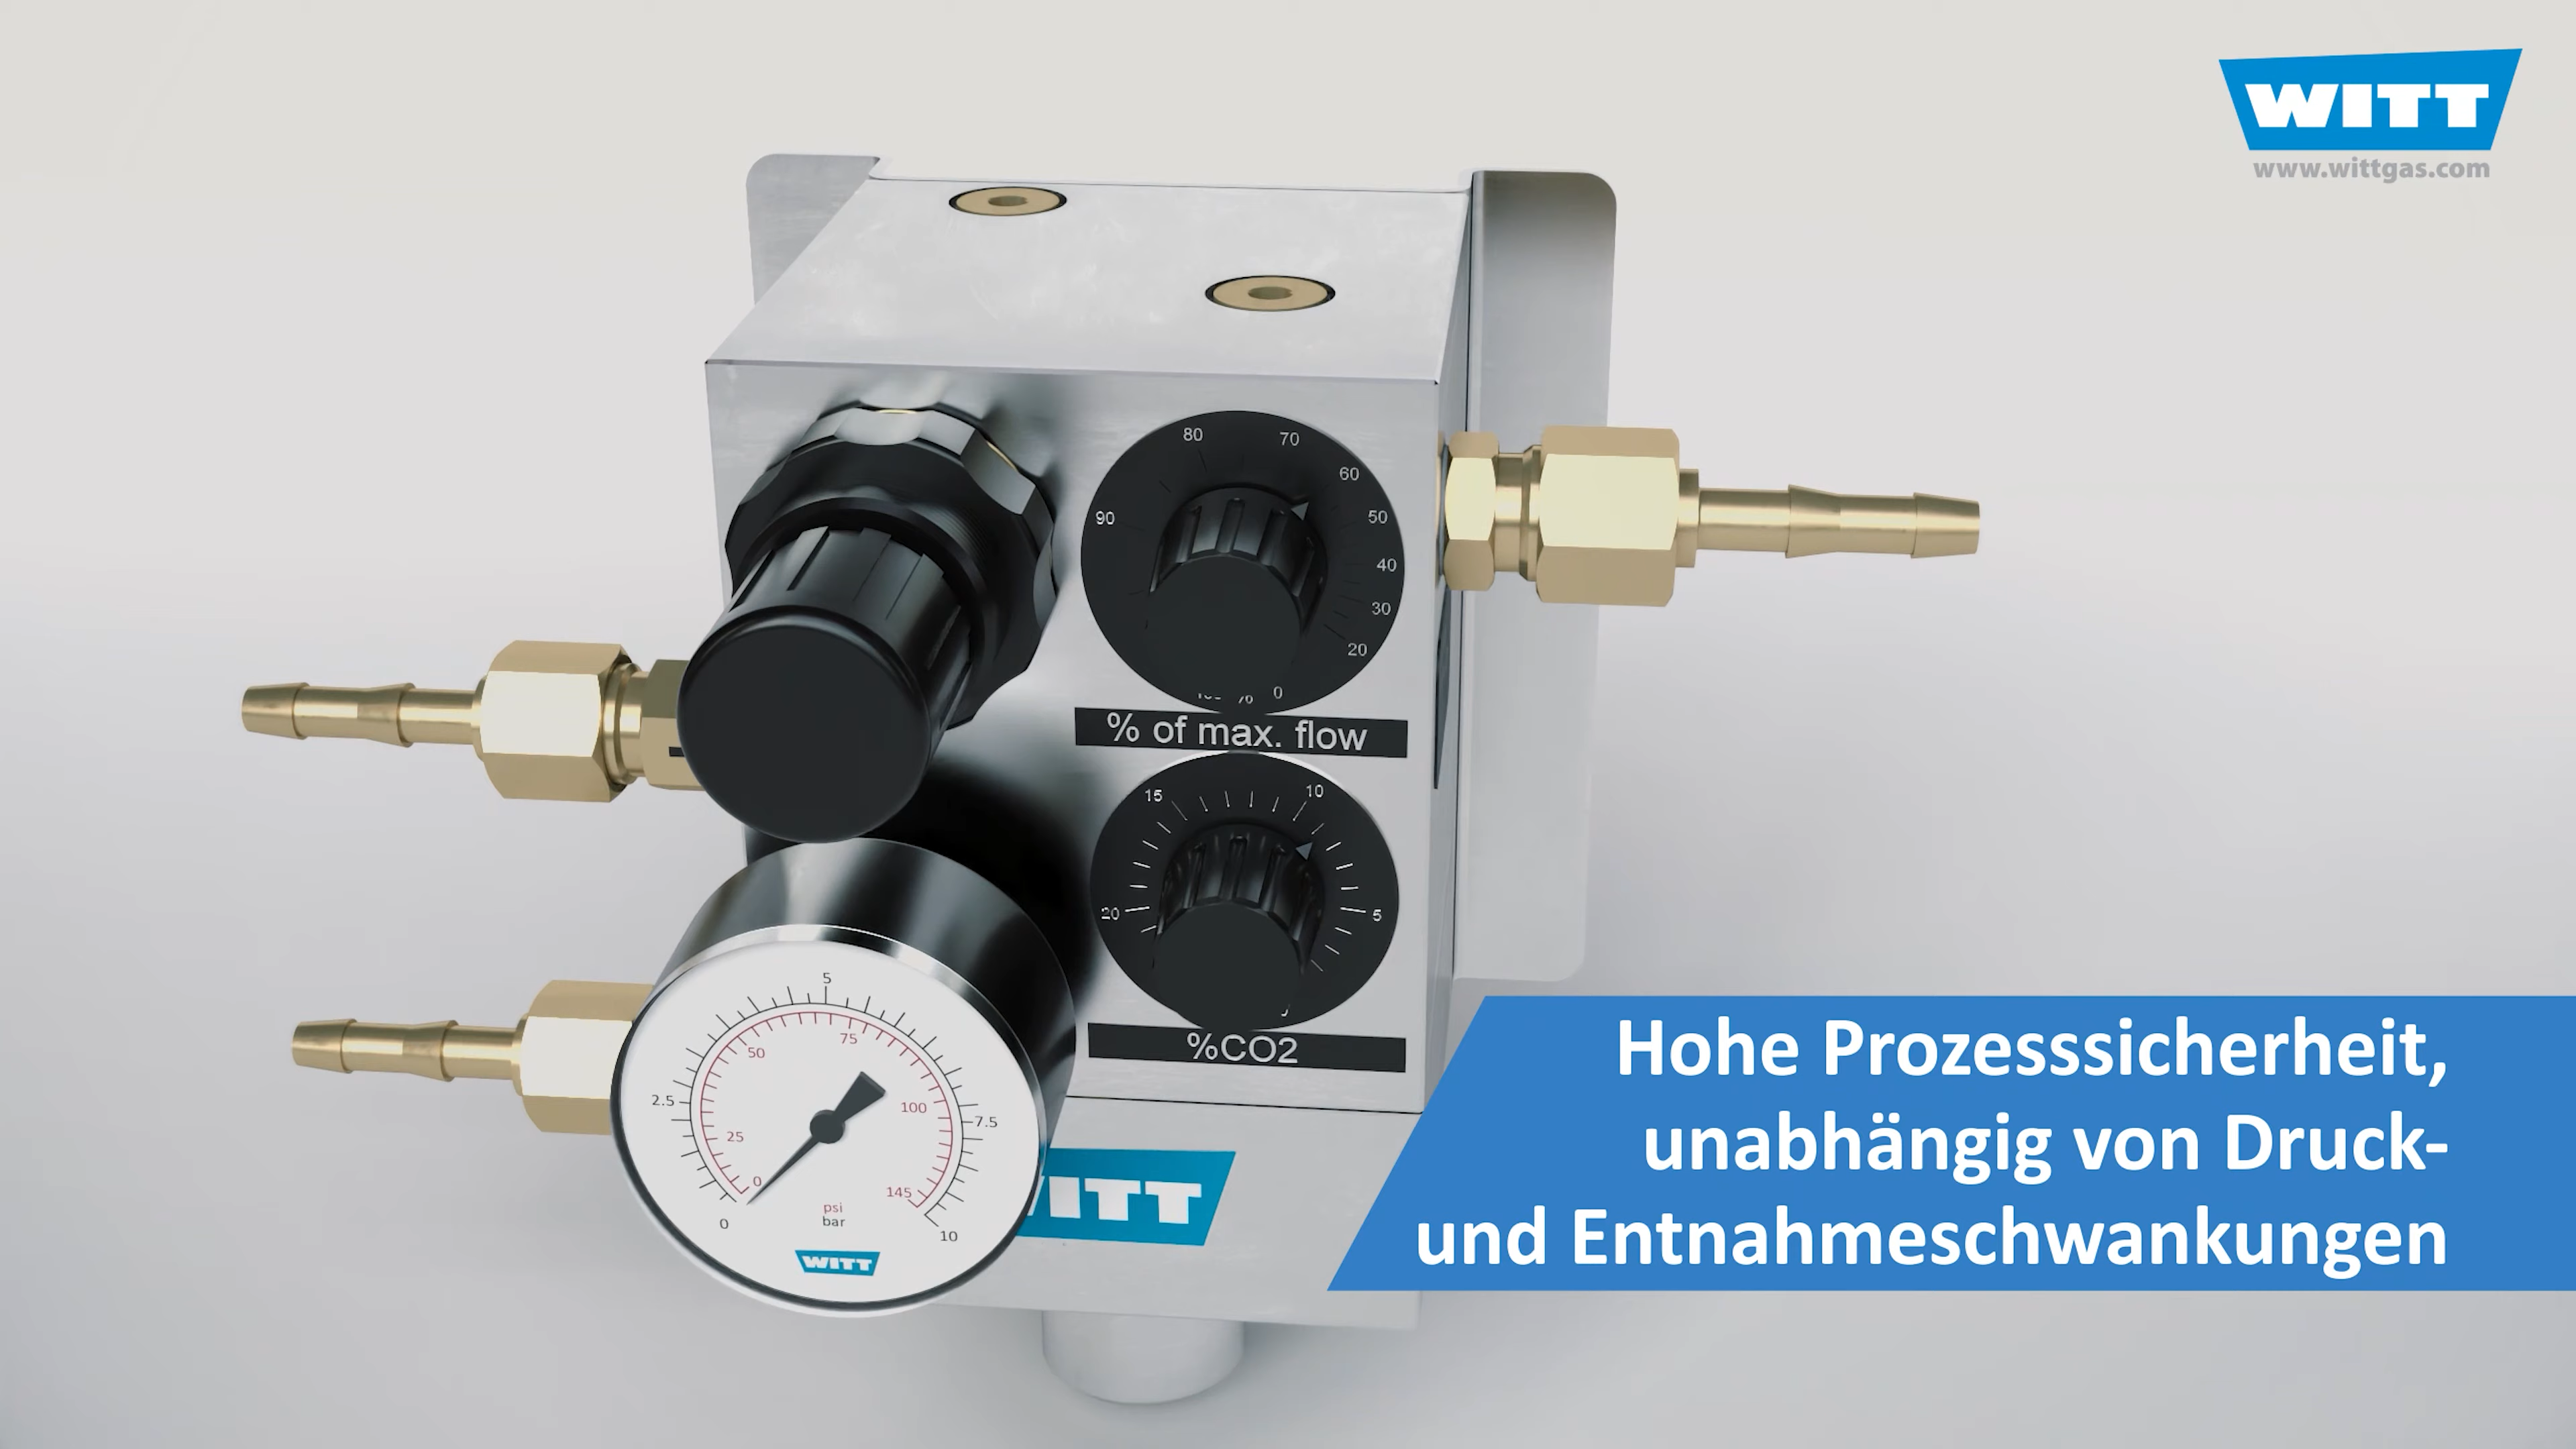 WITT
www.wittgas.com
80
70
60
90
50
40
30
20
0
% of max. flow
15
10
20
5
%CO2
5
75
50
2.5
100
7.5
25
0
145
psi
bar
0
10
WITT
Hohe Prozesssicherheit,
unabhängig von Druck-
und Entnahmeschwankungen